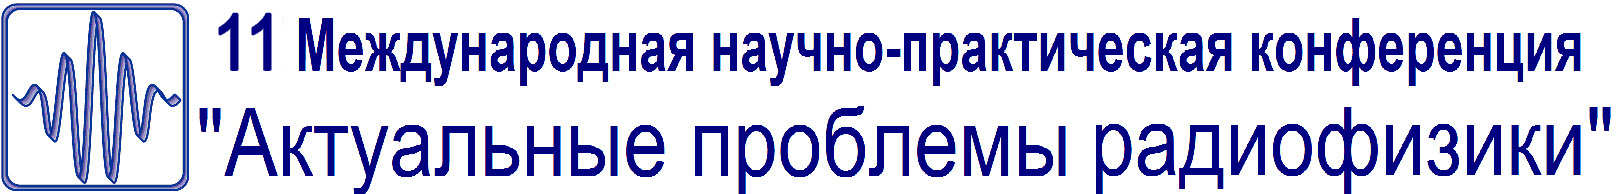 11 Международная научно-практическая конференция
"Актуальные проблемы радиофизики"